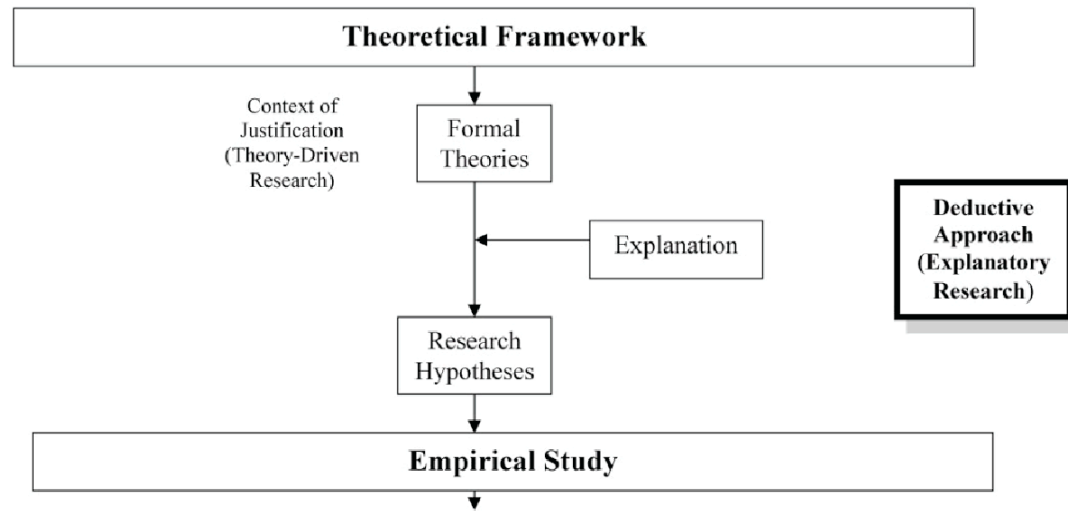 Theoretical Framework
Context of
Justification
(Theory-Driven
Research)
Formal
Theories
Deductive
Approach
(Explanatory
Research)
Explanation
Research
Hypotheses
Empirical Study